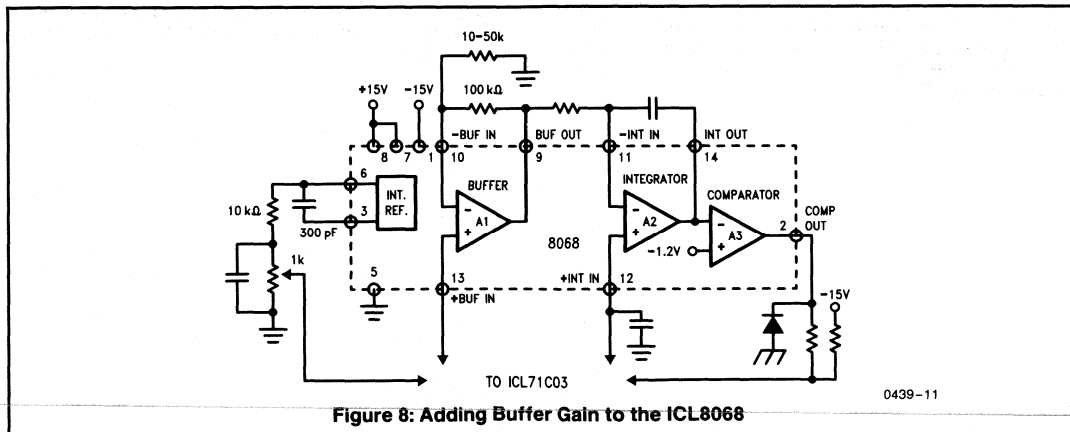 10-50k
+15V
-15V
100 kΩ
-BUF IN
BUF OUT
-INT IN
INT OUT
8
7
1
10
9
11
14
6
INT.
REF.
BUFFER
INTEGRATOR
COMPARATOR
10 kΩ
3
300 pF
-
A1
+
-
A2
+
-
A3
+
-1.2V
2
COMP
OUT
8068
1k
5
13
+BUF IN
+INT IN
12
-15V
TO ICL71C03
0439-11
Figure 8: Adding Buffer Gain to the ICL8068